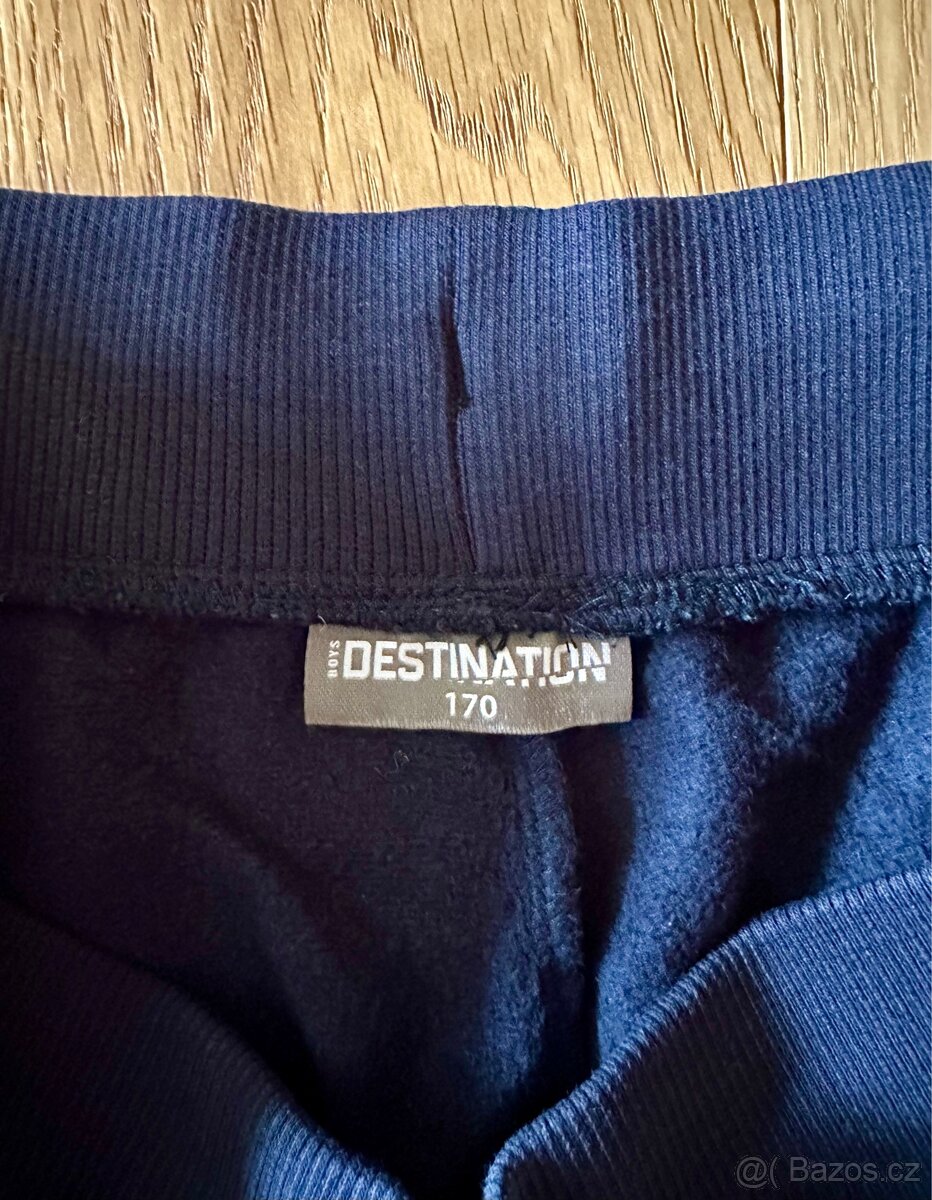 BOYS
DESTINATION
170
@( Bazos.cz